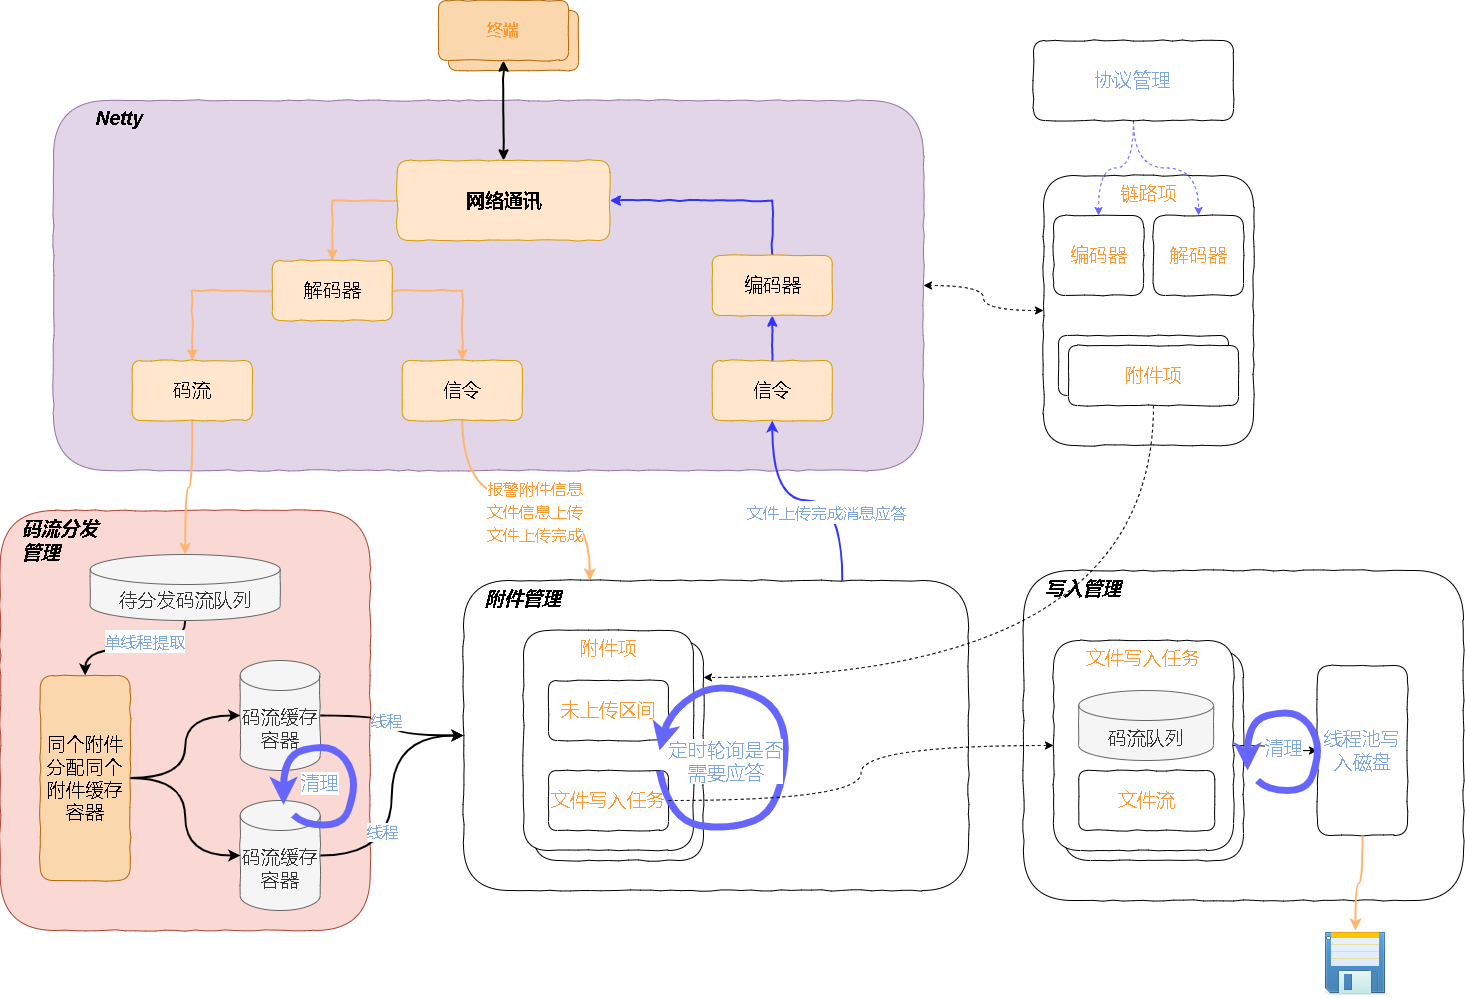 终端
Netty
网络通讯
解码器
编码器
码流
信令
信令
协议管理
链路项
编码器
解码器
附件项
报警附件信息
文件信息上传
文件上传完成
文件上传完成消息应答
码流分发
管理
待分发码流队列
单线程提取
同个附件
分配同个
附件缓存
容器
码流缓存
容器
清理
码流缓存
容器
线程
线程
附件管理
附件项
未上传区间
定时轮询是否
需要应答
文件写入任务
写入管理
文件写入任务
码流队列
文件流
清理
线程池写
入磁盘